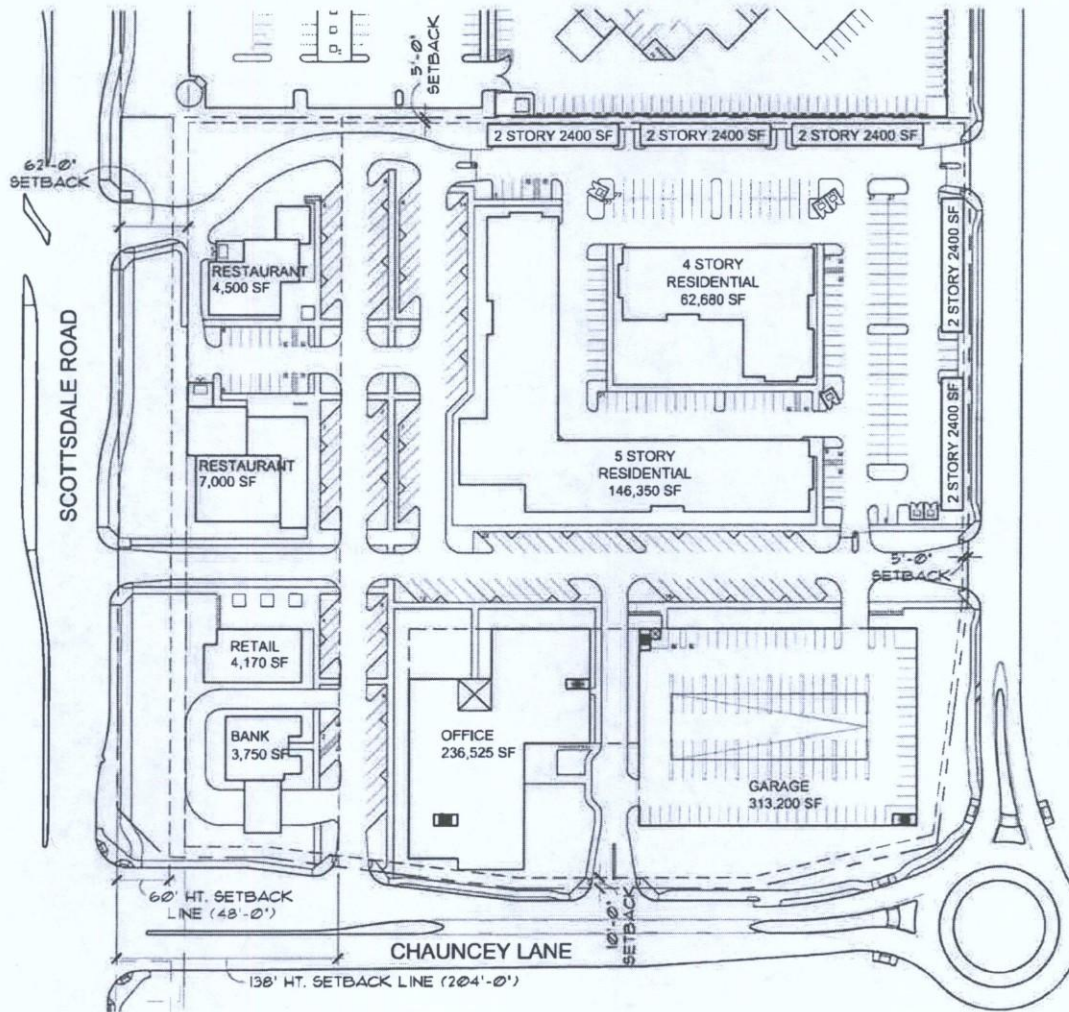 5'-0"
SETBACK
2 STORY 2400 SF
2 STORY 2400 SF
2 STORY 2400 SF
62'-0"
SETBACK
RESTAURANT
4,500 SF
4 STORY
RESIDENTIAL
62,680 SF
2 STORY 2400 SF
SCOTTSDALE ROAD
RESTAURANT
7,000 SF
5 STORY
RESIDENTIAL
146,350 SF
2 STORY 2400 SF
5'-0"
SETBACK
RETAIL
4,170 SF
BANK
3,750 SF
OFFICE
236,525 SF
GARAGE
313,200 SF
60' HT. SETBACK
LINE (48'-0")
10'-0"
SETBACK
CHAUNCEY LANE
138' HT. SETBACK LINE (204'-0")